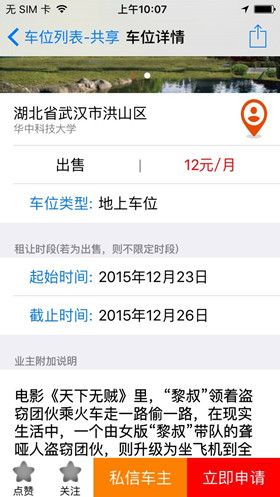 无 SIM 卡 上午10:07
车位列表-共享 车位详情
湖北省武汉市洪山区
华中科技大学
出售 | 12元/月
车位类型: 地上车位
租让时段(若为出售，则不限定时段)
起始时间: 2015年12月23日
截止时间: 2015年12月26日
业主附加说明
电影《天下无贼》里，“黎叔”领着盗
窃团伙乘火车走一路偷一路，在现实
生活中，一个由女版“黎叔”带队的聋
哑人盗窃团伙，则升级为坐飞机到全
点赞 关注 私信车主 立即申请